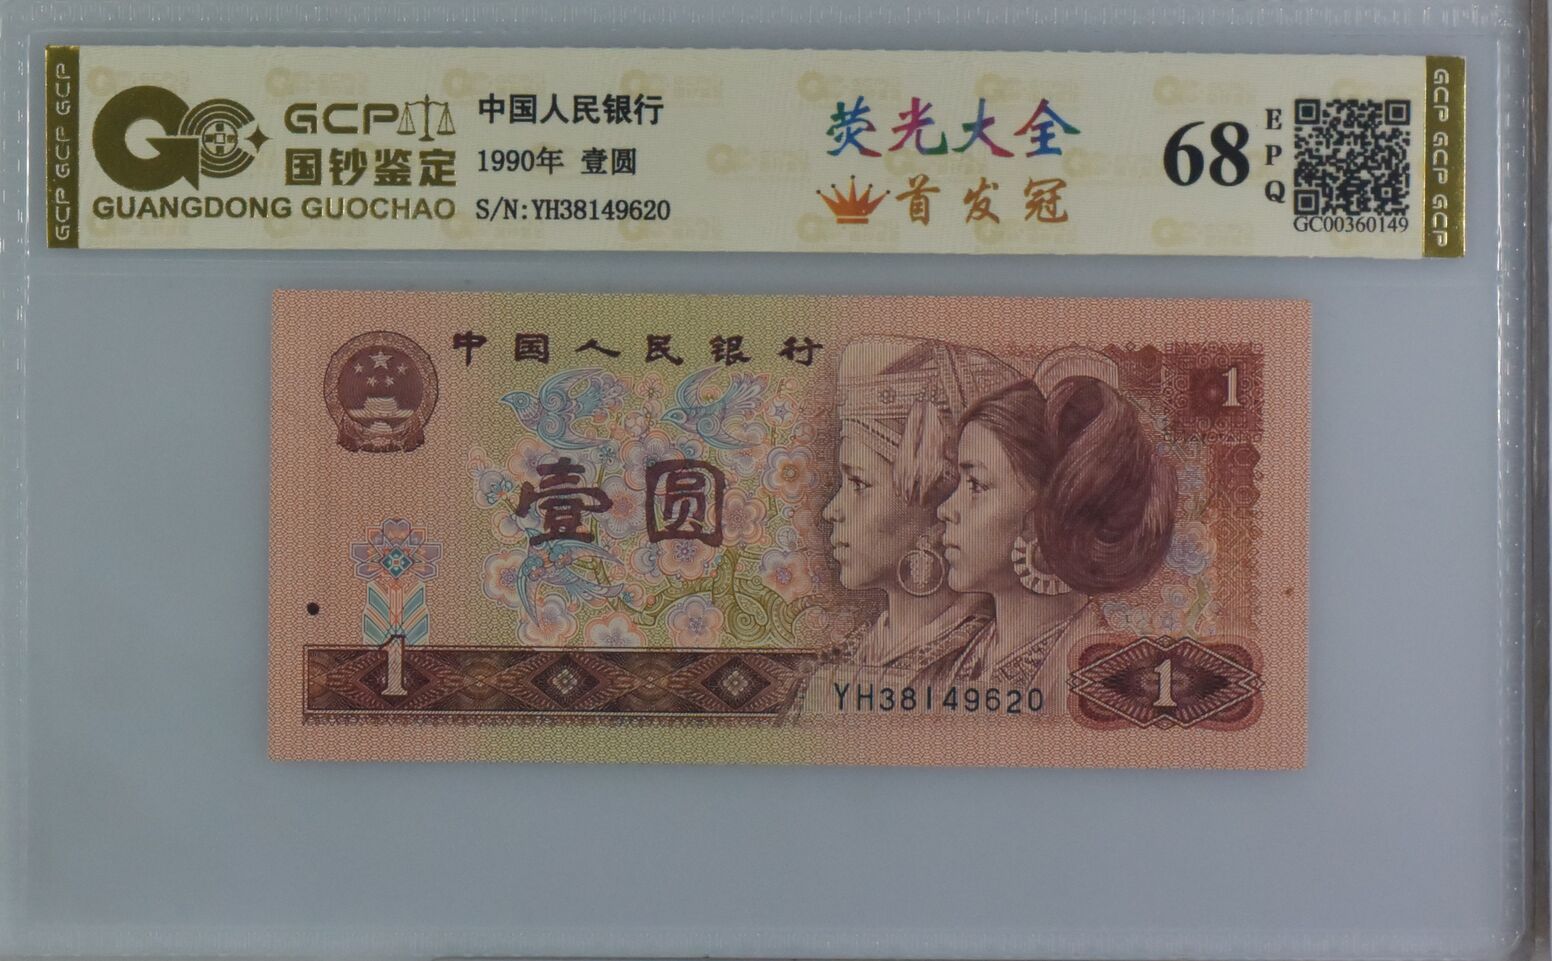 GCP
国钞鉴定
GUANGDONG GUOCHAO
中国人民银行
1990年 壹圆
S/N:YH38149620
荧光大全
首发冠
68
EPQ
GC00360149
GCP GCP GCP
GCP GCP GCP
中国人民银行
1
壹圆
1
YH38149620
1